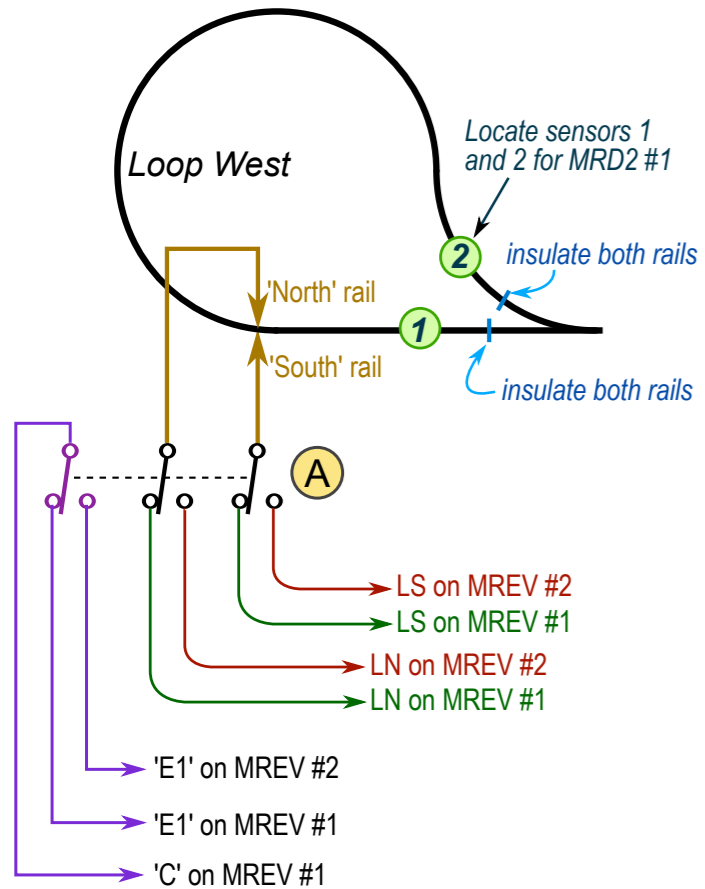 Loop West
Locate sensors 1
and 2 for MRD2 #1
2
insulate both rails
'North' rail
1
'South' rail
insulate both rails
A
LS on MREV #2
LS on MREV #1
LN on MREV #2
LN on MREV #1
'E1' on MREV #2
'E1' on MREV #1
'C' on MREV #1